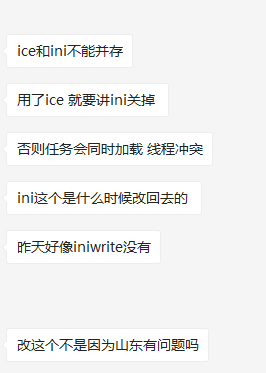 ice和ini不能并存
用了ice 就要讲ini关掉
否则任务会同时加载 线程冲突
ini这个是什么时候改回去的
昨天好像iniwrite没有
改这个不是因为山东有问题吗